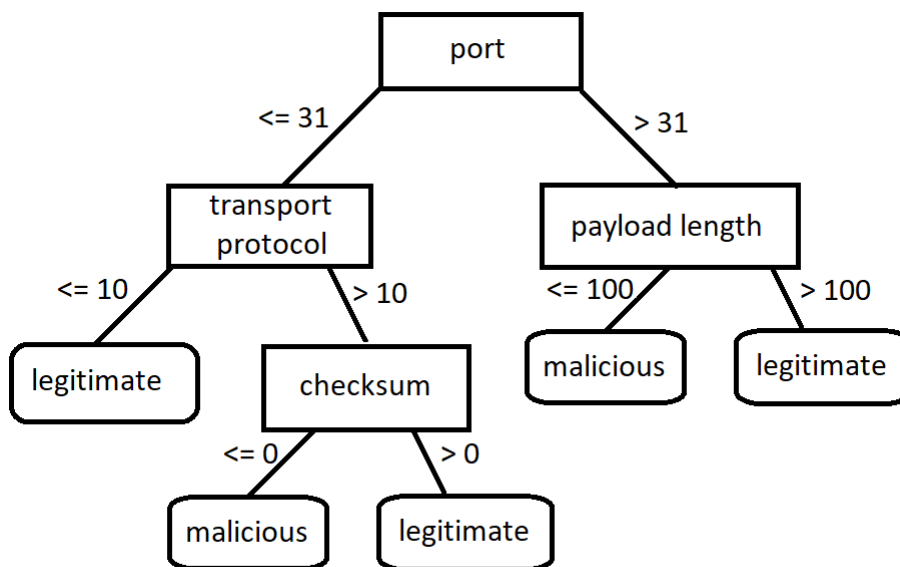 port
<= 31
> 31
transport
protocol
payload length
<= 10
> 10
<= 100
> 100
legitimate
checksum
malicious
legitimate
<= 0
> 0
malicious
legitimate